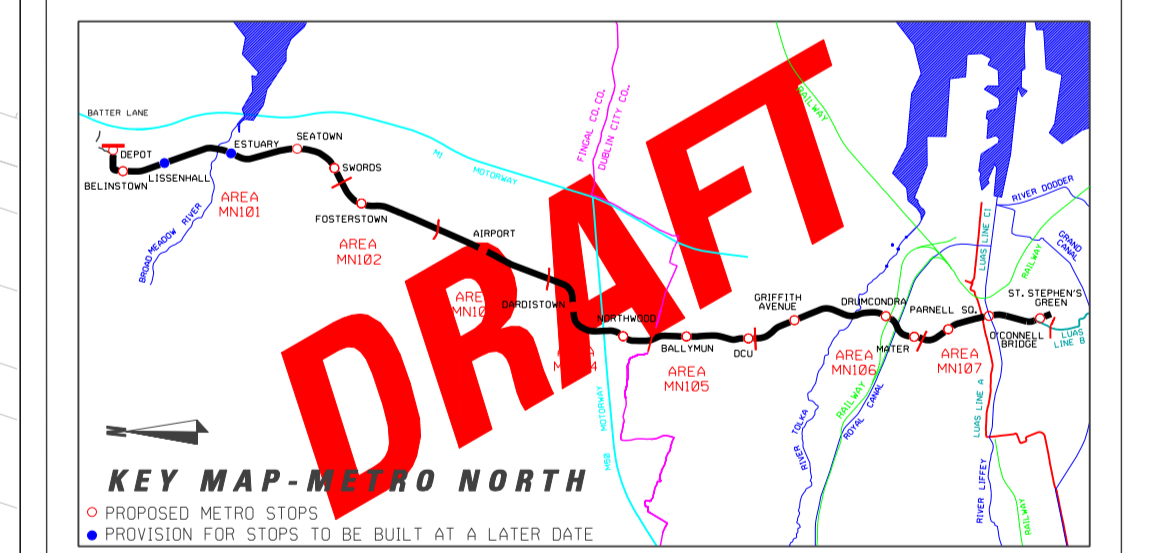 BATTER LANE
DEPOT
BELINSTOWN
LISSENHALL
ESTUARY
SEATOWN
SWORDS
FOSTERSTOWN
AREA
MN101
BROAD MEADOW RIVER
AREA
MN102
AIRPORT
M1
MOTORWAY
FINGAL CO. CO.
DUBLIN CITY CO.
DRAFT
RAILWAY
DARDISTOWN
NORTHWOOD
BALLYMUN
DCU
AREA
MN105
GRIFFITH
AVENUE
DRUMCONDRA
MATER
PARNELL SQ.
O'CONNELL
BRIDGE
ST. STEPHEN'S
GREEN
AREA
MN106
AREA
MN107
LUAS LINE C1
RIVER DODDER
GRAND
CANAL
RAILWAY
LUAS
LINE B
LUAS LINE A
RIVER LIFFEY
RAILWAY
RAILWAY
ROYAL CANAL
RIVER TOLKA
MOTORWAY
M50
KEY MAP-METRO NORTH
PROPOSED METRO STOPS
PROVISION FOR STOPS TO BE BUILT AT A LATER DATE